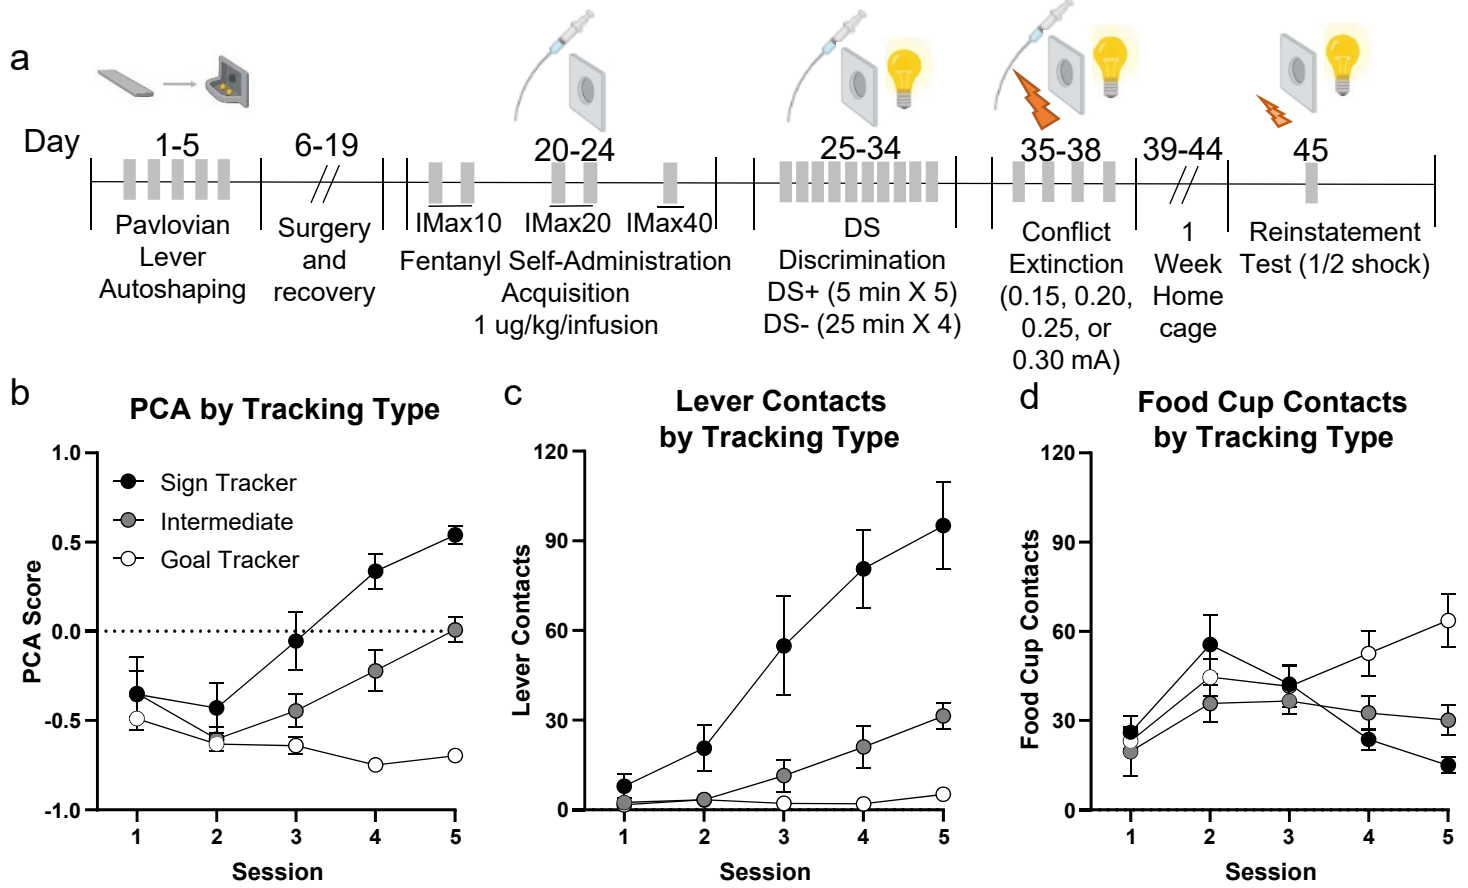 a
Day
1-5
6-19
20-24
25-34
35-38
39-44
45
Pavlovian
Lever
Autoshaping
Surgery
and
recovery
IMax10
IMax20
IMax40
Fentanyl Self-Administration
Acquisition
1 ug/kg/infusion
DS
Discrimination
DS+ (5 min X 5)
DS- (25 min X 4)
Conflict
Extinction
(0.15, 0.20,
0.25, or
0.30 mA)
1
Week
Home
cage
Reinstatement
Test (1/2 shock)
b
PCA by Tracking Type
1.0
0.5
0.0
-0.5
-1.0
PCA Score
Sign Tracker
Intermediate
Goal Tracker
1 2 3 4 5
Session
c
Lever Contacts
by Tracking Type
120
90
60
30
0
Lever Contacts
1 2 3 4 5
Session
d
Food Cup Contacts
by Tracking Type
120
90
60
30
0
Food Cup Contacts
1 2 3 4 5
Session